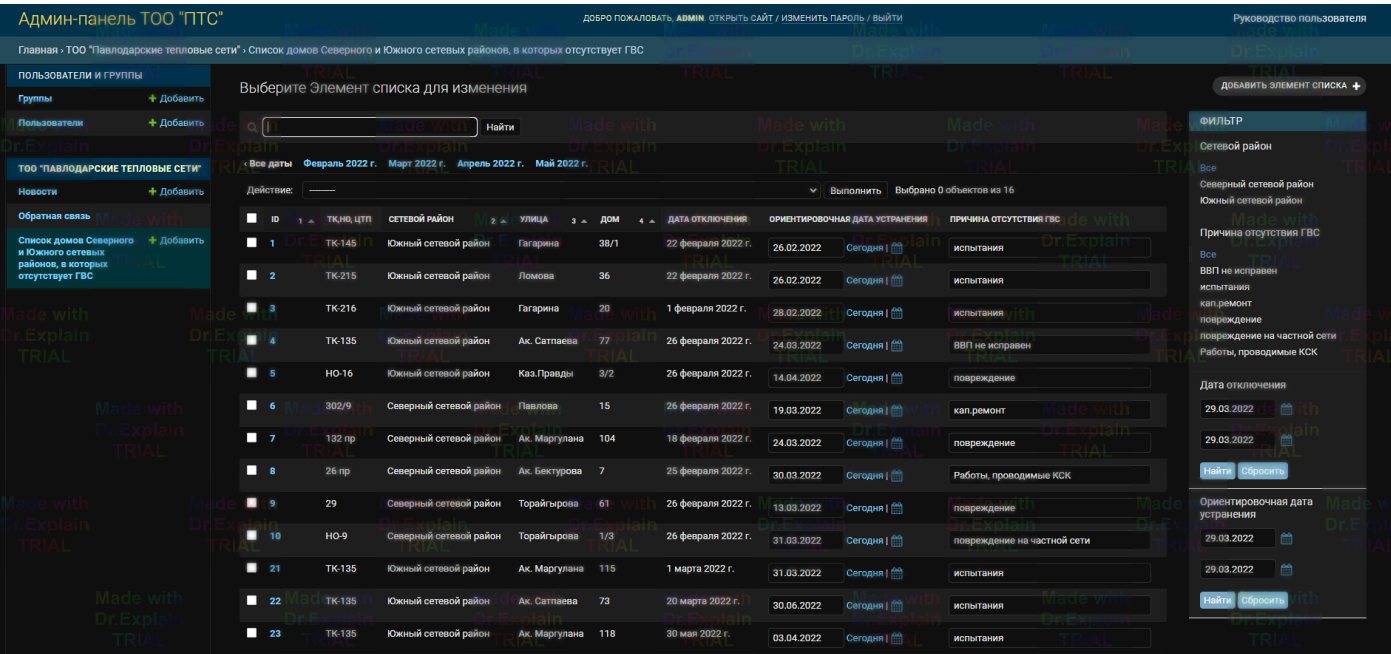 Админ-панель ТОО "ПТС"
ДОБРО ПОЖАЛОВАТЬ, ADMIN. ОТКРЫТЬ САЙТ / ИЗМЕНИТЬ ПАРОЛЬ / ВЫЙТИ
Руководство пользователя
Главная › ТОО "Павлодарские тепловые сети" › Список домов Северного и Южного сетевых районов, в которых отсутствует ГВС
ПОЛЬЗОВАТЕЛИ И ГРУППЫ
Группы + Добавить
Пользователи + Добавить
ТОО "ПАВЛОДАРСКИЕ ТЕПЛОВЫЕ СЕТИ"
Новости + Добавить
Обратная связь
Список домов Северного + Добавить
и Южного сетевых
районов, в которых
отсутствует ГВС
Выберите Элемент списка для изменения
ДОБАВИТЬ ЭЛЕМЕНТ СПИСКА +
Найти
‹ Все даты Февраль 2022 г. Март 2022 г. Апрель 2022 г. Май 2022 г.
Действие: ------ Выполнить Выбрано 0 объектов из 16
ID 1 ТК,НО, ЦТП СЕТЕВОЙ РАЙОН 2 УЛИЦА 3 ДОМ 4 ДАТА ОТКЛЮЧЕНИЯ ОРИЕНТИРОВОЧНАЯ ДАТА УСТРАНЕНИЯ ПРИЧИНА ОТСУТСТВИЯ ГВС
1 ТК-145 Южный сетевой район Гагарина 38/1 22 февраля 2022 г. 26.02.2022 Сегодня | испытания
2 ТК-215 Южный сетевой район Ломова 36 22 февраля 2022 г. 26.02.2022 Сегодня | испытания
3 ТК-216 Южный сетевой район Гагарина 20 1 февраля 2022 г. 28.02.2022 Сегодня | испытания
4 ТК-135 Южный сетевой район Ак. Сатпаева 77 26 февраля 2022 г. 24.03.2022 Сегодня | ВВП не исправен
5 НО-16 Южный сетевой район Каз.Правды 3/2 26 февраля 2022 г. 14.04.2022 Сегодня | повреждение
6 302/9 Северный сетевой район Павлова 15 26 февраля 2022 г. 19.03.2022 Сегодня | кап.ремонт
7 132 пр Северный сетевой район Ак. Маргулана 104 18 февраля 2022 г. 24.03.2022 Сегодня | повреждение
8 26 пр Северный сетевой район Ак. Бектурова 7 25 февраля 2022 г. 30.03.2022 Сегодня | Работы, проводимые КСК
9 29 Северный сетевой район Торайгырова 61 26 февраля 2022 г. 13.03.2022 Сегодня | повреждение
10 НО-9 Северный сетевой район Торайгырова 1/3 26 февраля 2022 г. 31.03.2022 Сегодня | повреждение на частной сети
21 ТК-135 Южный сетевой район Ак. Маргулана 115 1 марта 2022 г. 31.03.2022 Сегодня | испытания
22 ТК-135 Южный сетевой район Ак. Сатпаева 73 20 марта 2022 г. 30.06.2022 Сегодня | испытания
23 ТК-135 Южный сетевой район Ак. Маргулана 118 30 мая 2022 г. 03.04.2022 Сегодня | испытания
ФИЛЬТР
Сетевой район
Все
Северный сетевой район
Южный сетевой район
Причина отсутствия ГВС
Все
ВВП не исправен
испытания
кап.ремонт
повреждение
повреждение на частной сети
Работы, проводимые КСК
Дата отключения
29.03.2022
29.03.2022
Найти Сбросить
Ориентировочная дата
устранения
29.03.2022
29.03.2022
Найти Сбросить
Made with
Dr.Explain
TRIAL